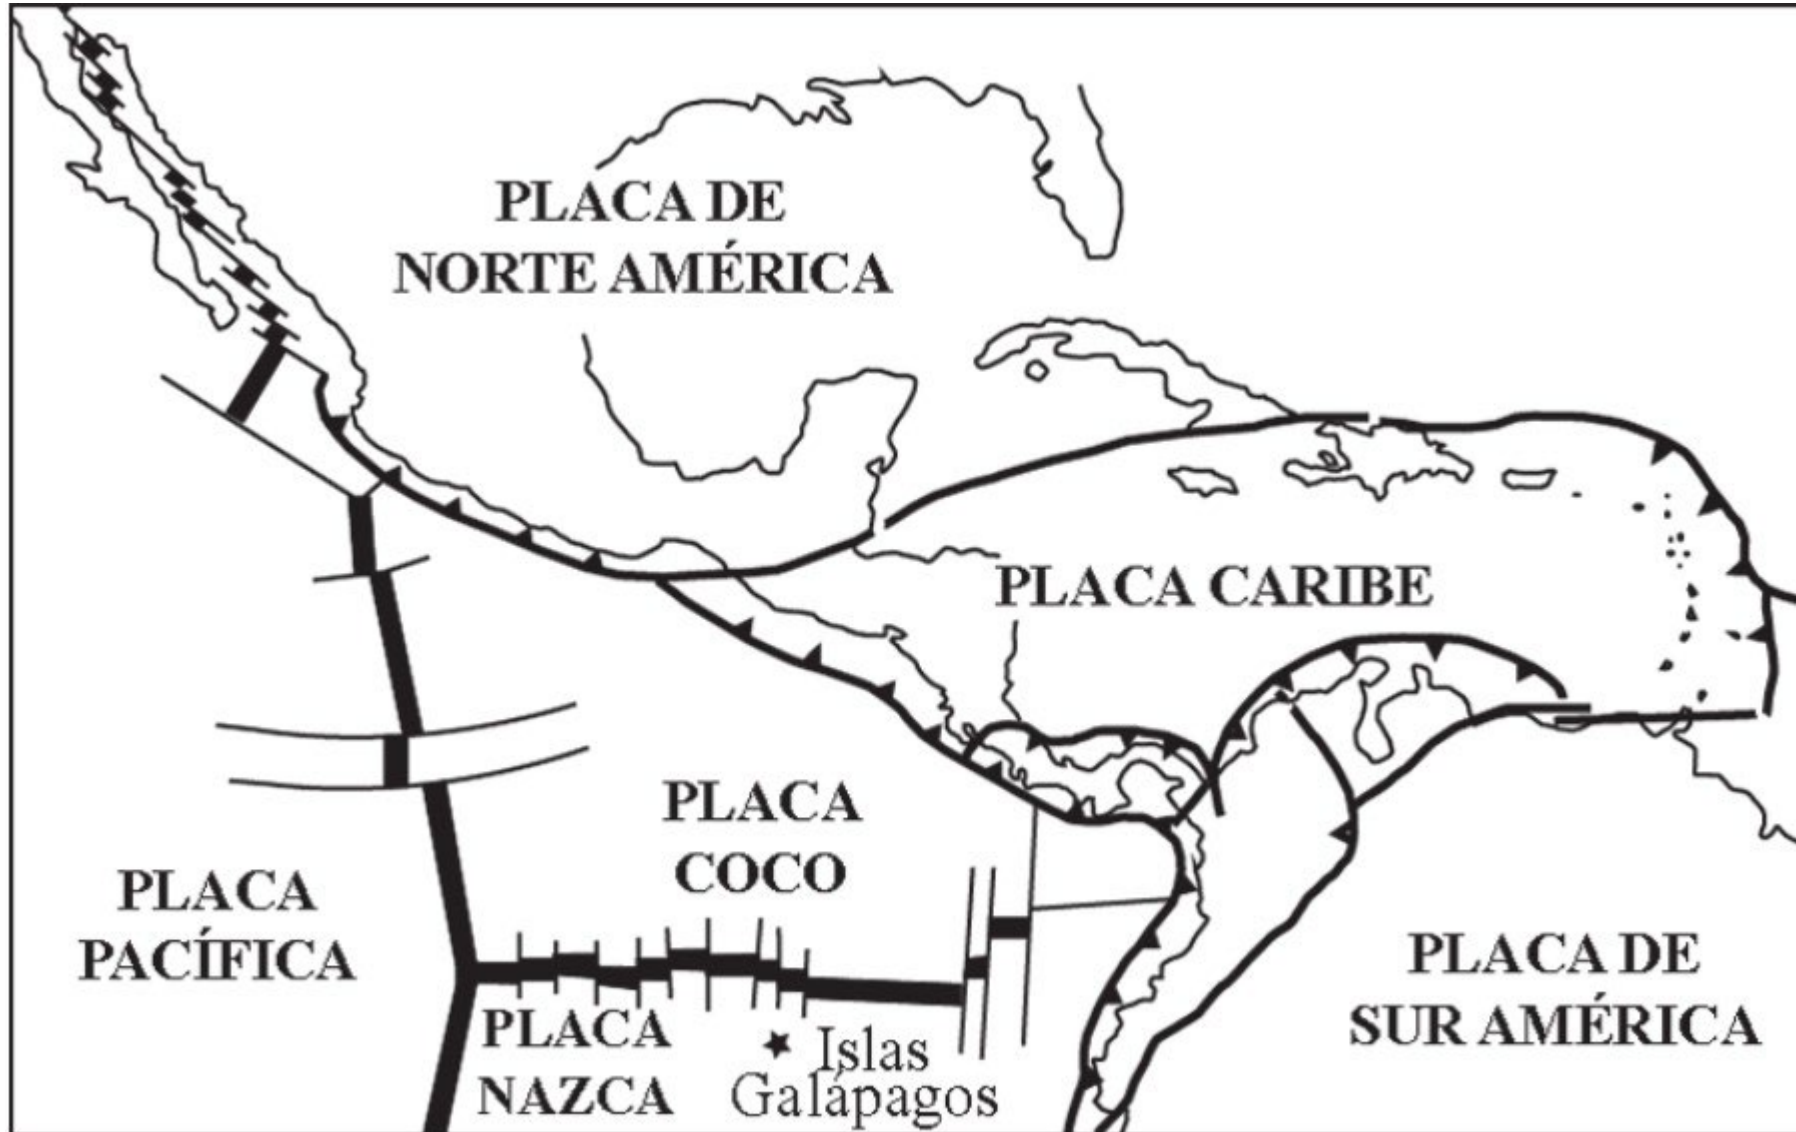 PLACA DE
NORTE AMÉRICA
PLACA CARIBE
PLACA
COCO
PLACA
PACÍFICA
PLACA DE
SUR AMÉRICA
PLACA
NAZCA
Islas
Galápagos